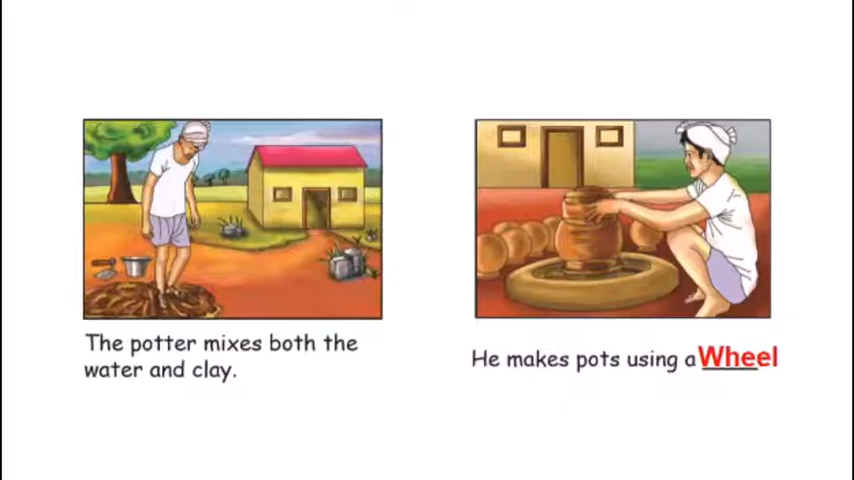 The potter mixes both the
water and clay.
He makes pots using a Wheel